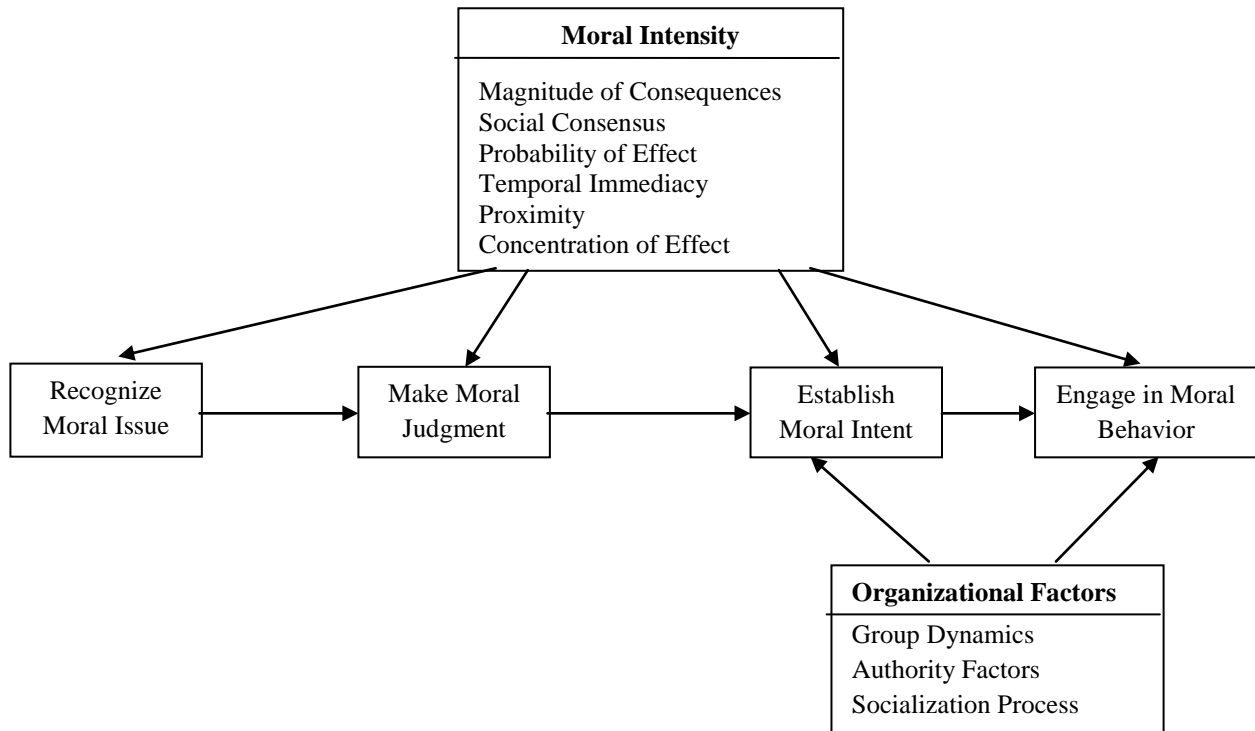 Moral Intensity
Magnitude of Consequences
Social Consensus
Probability of Effect
Temporal Immediacy
Proximity
Concentration of Effect
Recognize
Moral Issue
Make Moral
Judgment
Establish
Moral Intent
Engage in Moral
Behavior
Organizational Factors
Group Dynamics
Authority Factors
Socialization Process